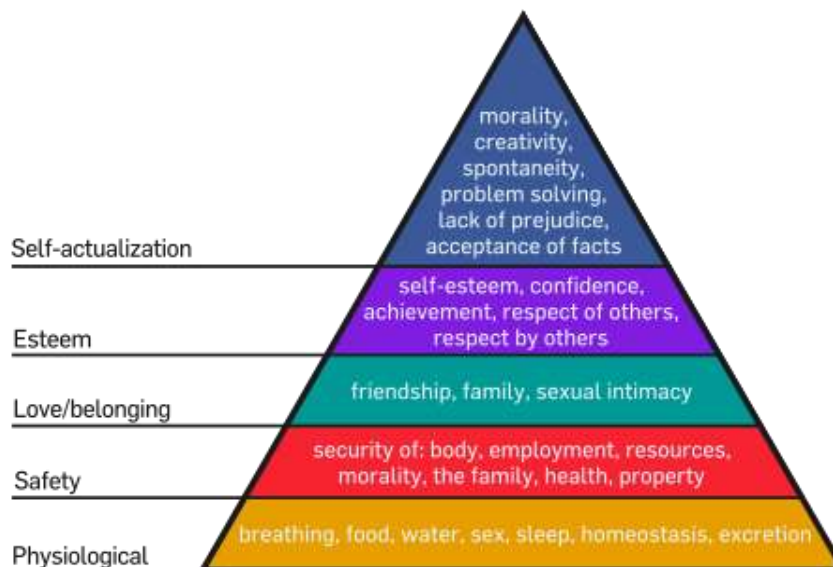 morality,
creativity,
spontaneity,
problem solving,
lack of prejudice,
acceptance of facts
Self-actualization
self-esteem, confidence,
achievement, respect of others,
respect by others
Esteem
friendship, family, sexual intimacy
Love/belonging
security of: body, employment, resources,
morality, the family, health, property
Safety
breathing, food, water, sex, sleep, homeostasis, excretion
Physiological